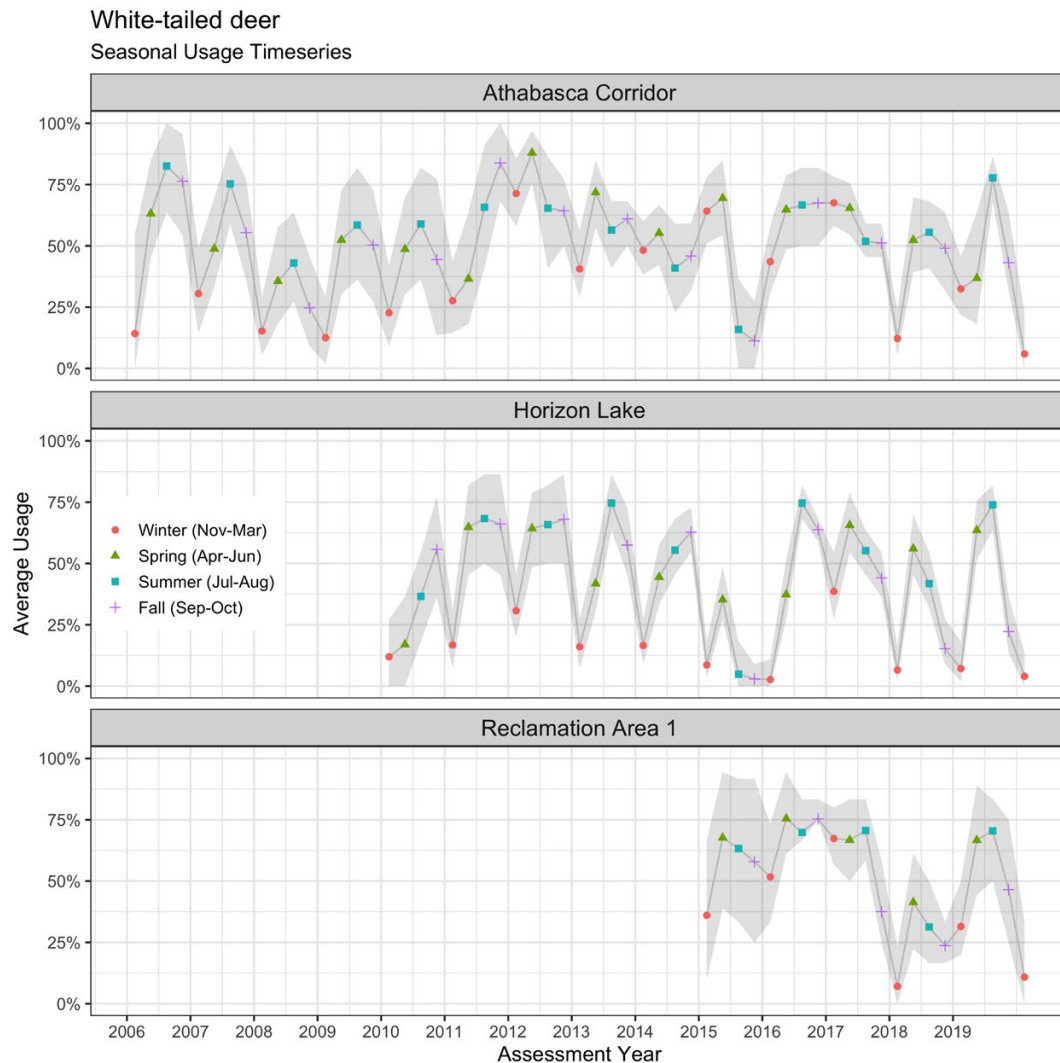 White-tailed deer
Seasonal Usage Timeseries
Athabasca Corridor
100%
75%
50%
25%
0%
Horizon Lake
100%
75%
50%
25%
0%
Winter (Nov-Mar)
Spring (Apr-Jun)
Summer (Jul-Aug)
Fall (Sep-Oct)
Average Usage
Reclamation Area 1
100%
75%
50%
25%
0%
2006 2007 2008 2009 2010 2011 2012 2013 2014 2015 2016 2017 2018 2019
Assessment Year